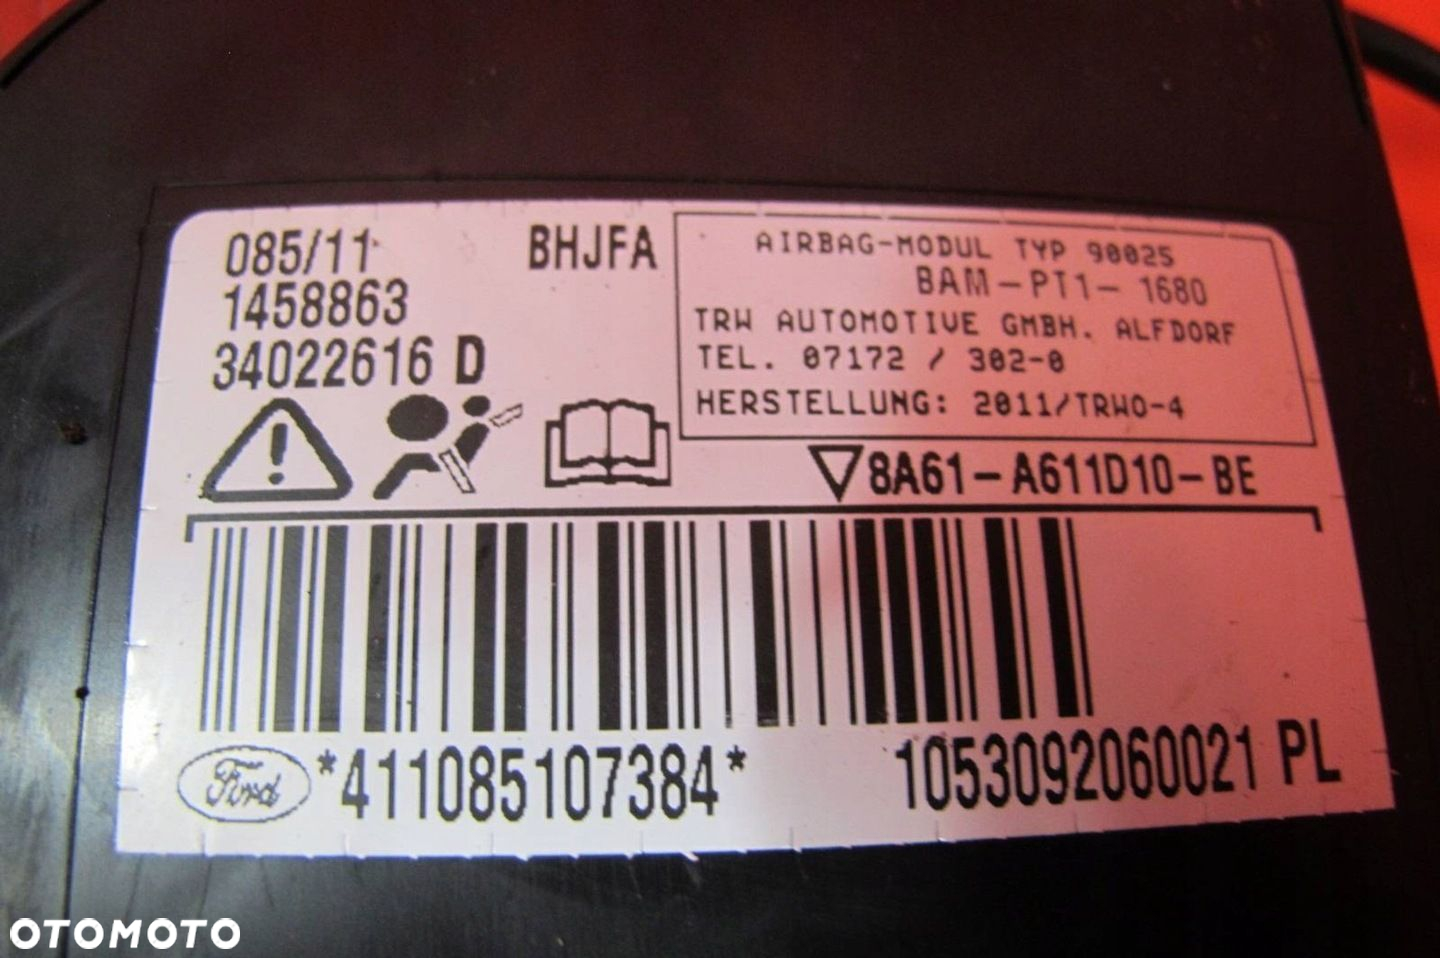 085/11 BHJFA
1458863
34022616 D
AIRBAG-MODUL TYP 90025
BAM-PT1-1680
TRW AUTOMOTIVE GMBH. ALFDORF
TEL. 07172 / 302-0
HERSTELLUNG: 2011/TRWO-4
8A61-A611D10-BE
Ford *411085107384* 1053092060021 PL
OTOMOTO